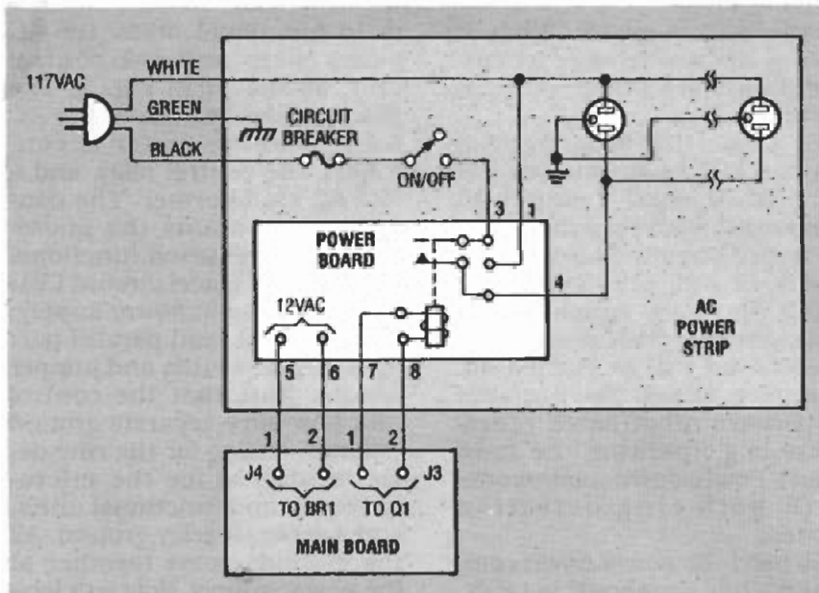 117VAC
WHITE
GREEN
BLACK
CIRCUIT
BREAKER
ON/OFF
3
1
POWER
BOARD
4
12VAC
AC
POWER
STRIP
5
6
7
8
1
2
1
2
J4
J3
TO BR1
TO Q1
MAIN BOARD